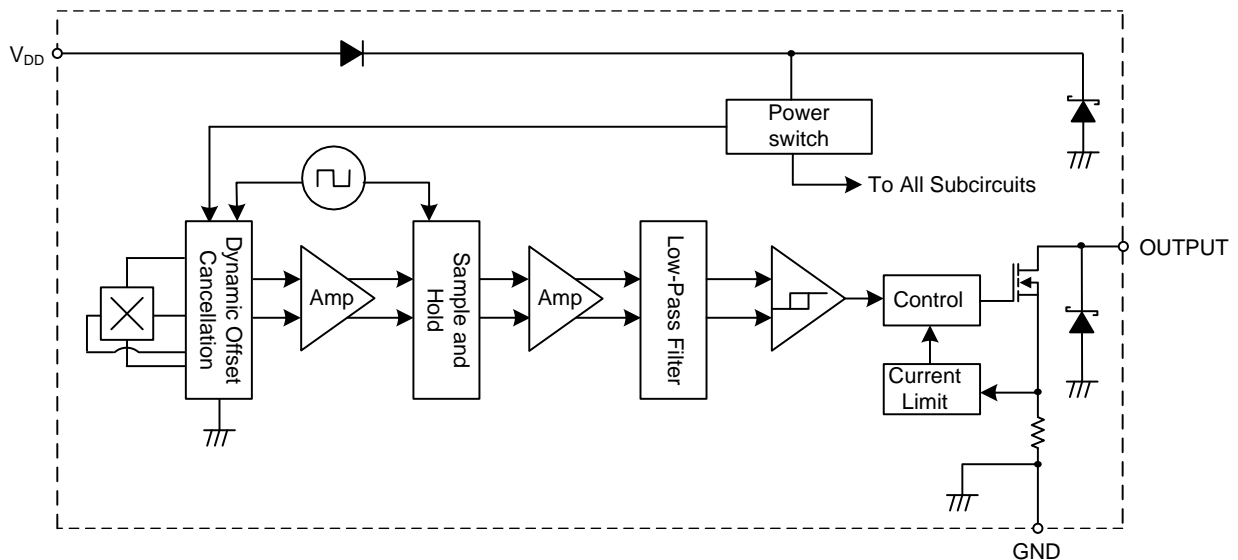 VDD
Power
switch
To All Subcircuits
Dynamic Offset
Cancellation
Amp
Sample and
Hold
Amp
Low-Pass Filter
Control
Current
Limit
OUTPUT
GND